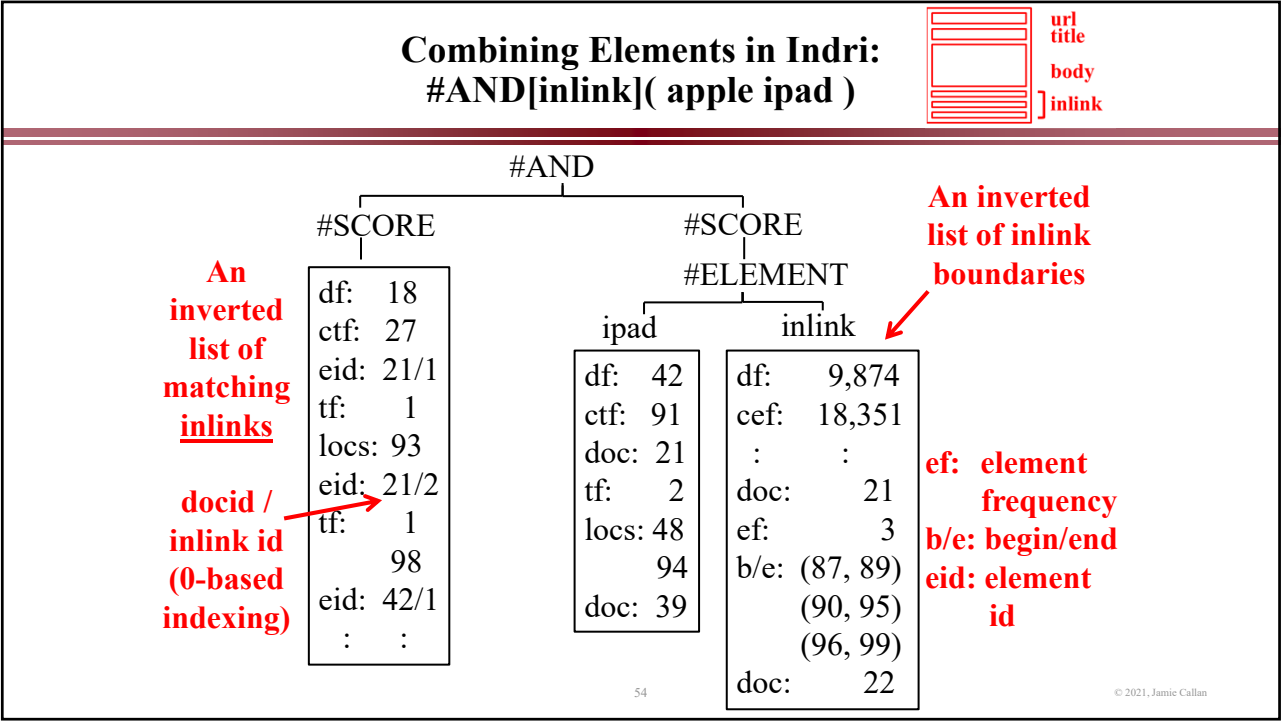 Combining Elements in Indri:
#AND[inlink]( apple ipad )
url
title
body
inlink
#AND
#SCORE
#SCORE
#ELEMENT
ipad
inlink
An
inverted
list of
matching
inlinks
docid /
inlink id
(0-based
indexing)
df: 18
ctf: 27
eid: 21/1
tf: 1
locs: 93
eid: 21/2
tf: 1
98
eid: 42/1
: :
df: 42
ctf: 91
doc: 21
tf: 2
locs: 48
94
doc: 39
df: 9,874
cef: 18,351
: :
doc: 21
ef: 3
b/e: (87, 89)
(90, 95)
(96, 99)
doc: 22
An inverted
list of inlink
boundaries
ef: element
frequency
b/e: begin/end
eid: element
id
54
© 2021, Jamie Callan